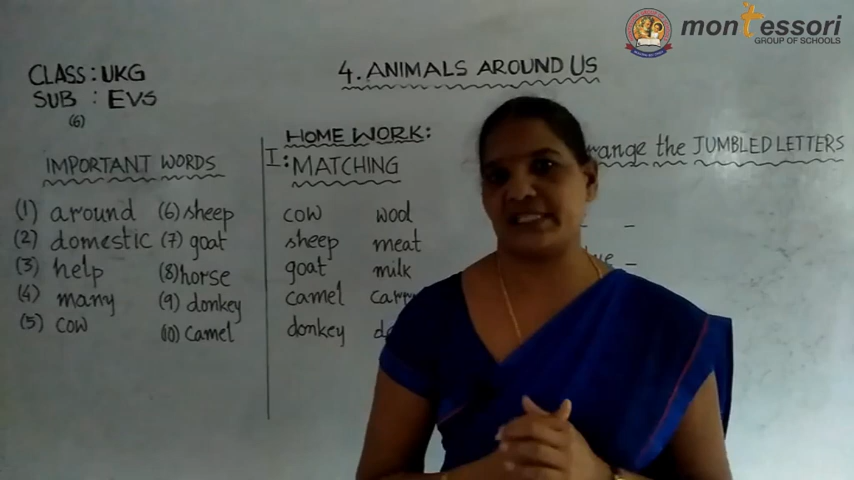 montessori
GROUP OF SCHOOLS
CLASS: UKG
SUB : EVS
(6)
4. ANIMALS AROUND US
IMPORTANT WORDS
(1) around (6) sheep
(2) domestic (7) goat
(3) help (8) horse
(4) many (9) donkey
(5) cow (10) Camel
HOME WORK:
I: MATCHING
cow wool
sheep meat
goat milk
camel
donkey
the JUMBLED LETTERS